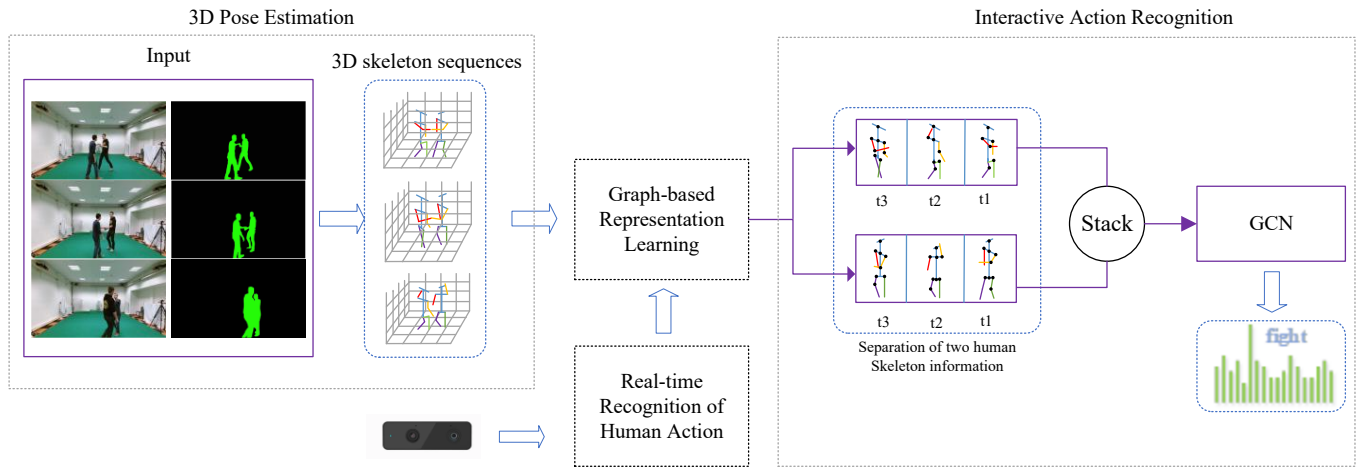 3D Pose Estimation
Interactive Action Recognition
Input
3D skeleton sequences
Graph-based
Representation
Learning
t3 t2 t1
Stack
GCN
t3 t2 t1
Separation of two human
Skeleton information
fight
Real-time
Recognition of
Human Action